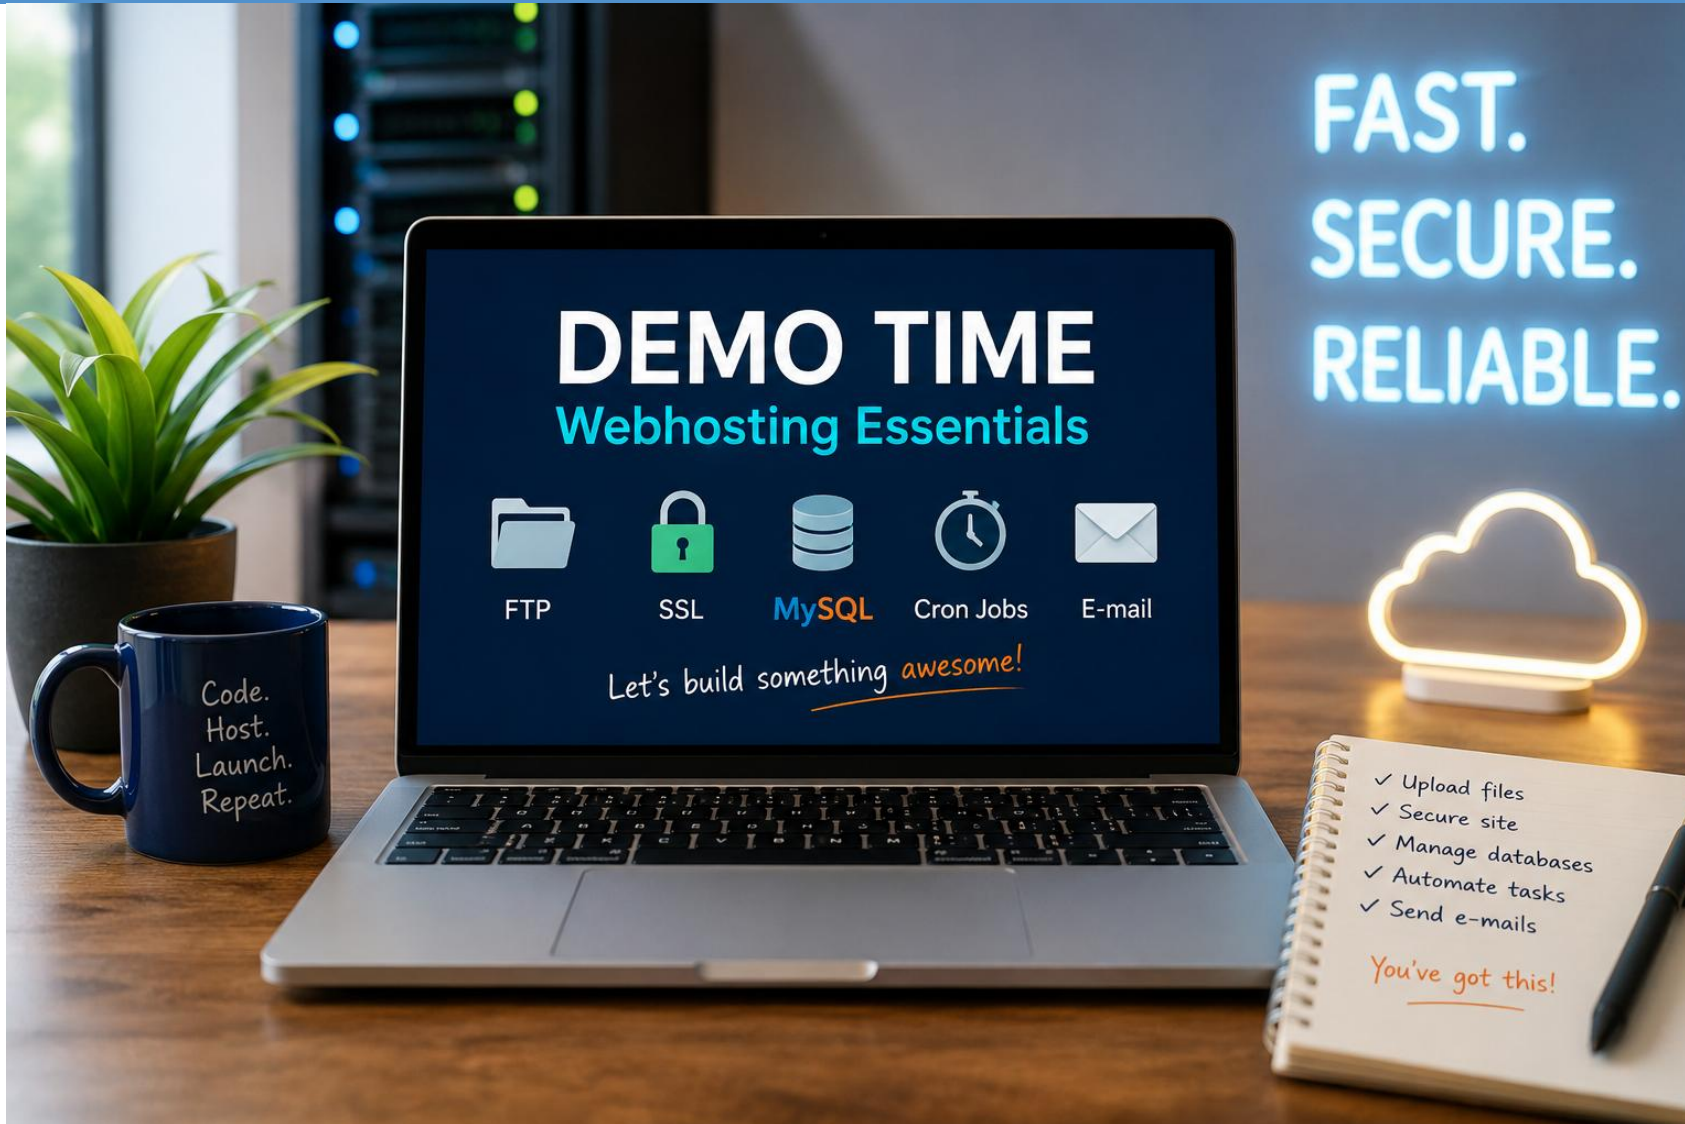 FAST.
SECURE.
RELIABLE.
DEMO TIME
Webhosting Essentials
FTP
SSL
MySQL
Cron Jobs
E-mail
Let's build something awesome!
Code.
Host.
Launch.
Repeat.
✓ Upload files
✓ Secure site
✓ Manage databases
✓ Automate tasks
✓ Send e-mails
You've got this!